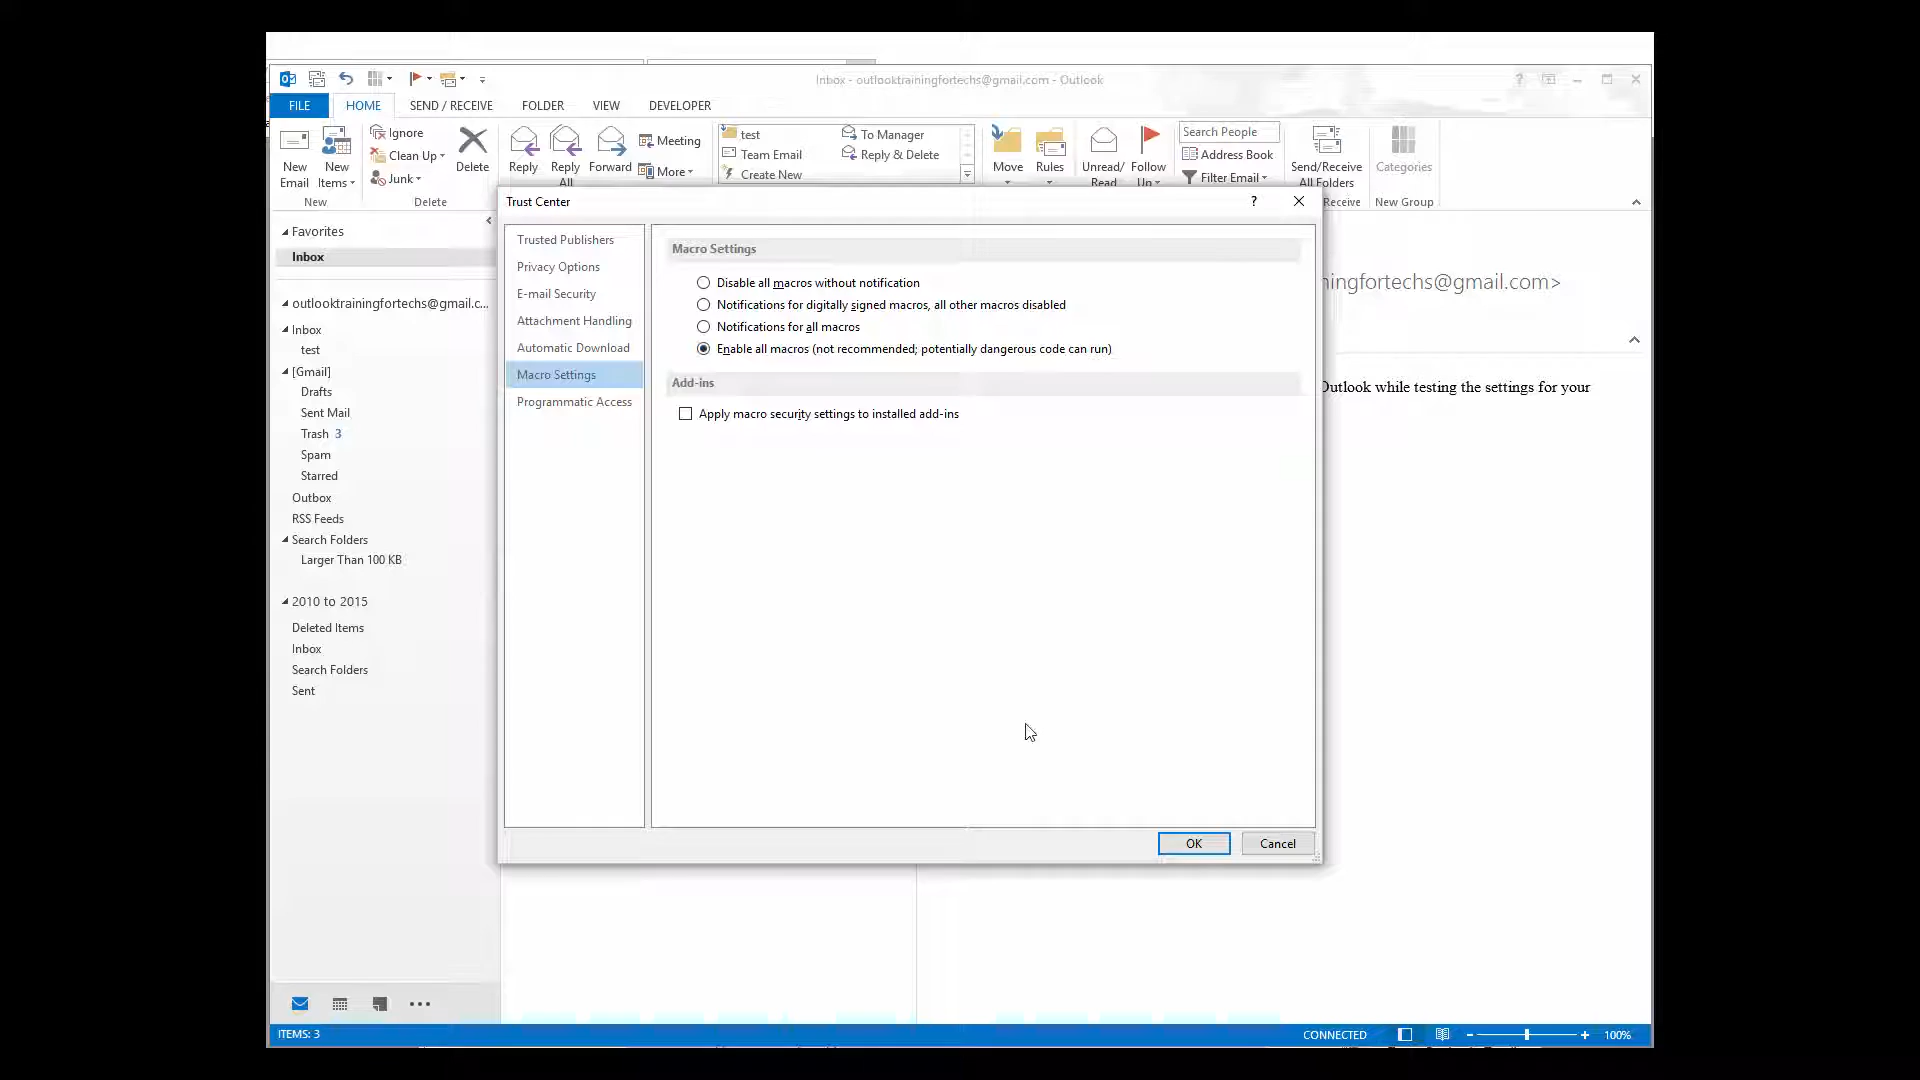 Inbox - outlooktrainingfortechs@gmail.com - Outlook
FILE HOME SEND / RECEIVE FOLDER VIEW DEVELOPER
New Email
New Items
New
Ignore
Clean Up
Junk
Delete
Delete
Reply
Reply All
Forward
Meeting
More
test
Team Email
Create New
To Manager
Reply & Delete
Move
Rules
Unread/ Read
Follow Up
Search People
Address Book
Filter Email
Send/Receive All Folders
Receive
Categories
New Group
Favorites
Inbox
outlooktrainingfortechs@gmail.c...
Inbox
test
[Gmail]
Drafts
Sent Mail
Trash 3
Spam
Starred
Outbox
RSS Feeds
Search Folders
Larger Than 100 KB
2010 to 2015
Deleted Items
Inbox
Search Folders
Sent
Trust Center
?
Trusted Publishers
Privacy Options
E-mail Security
Attachment Handling
Automatic Download
Macro Settings
Programmatic Access
Macro Settings
Disable all macros without notification
Notifications for digitally signed macros, all other macros disabled
Notifications for all macros
Enable all macros (not recommended; potentially dangerous code can run)
Add-ins
Apply macro security settings to installed add-ins
OK
Cancel
ningfortechs@gmail.com>
Outlook while testing the settings for your
ITEMS: 3
CONNECTED
100%